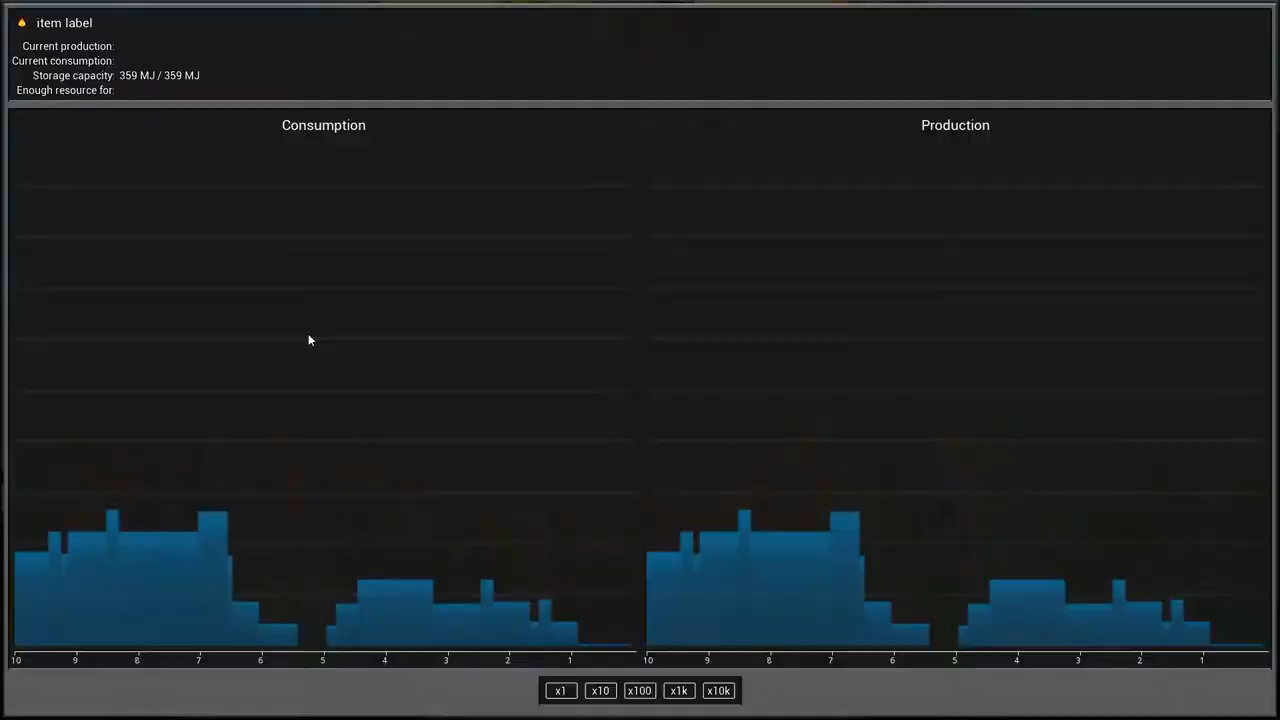 item label
Current production:
Current consumption:
Storage capacity: 359 MJ / 359 MJ
Enough resource for:
Consumption
Production
10 9 8 7 6 5 4 3 2 1
10 9 8 7 6 5 4 3 2 1
x1 x10 x100 x1k x10k